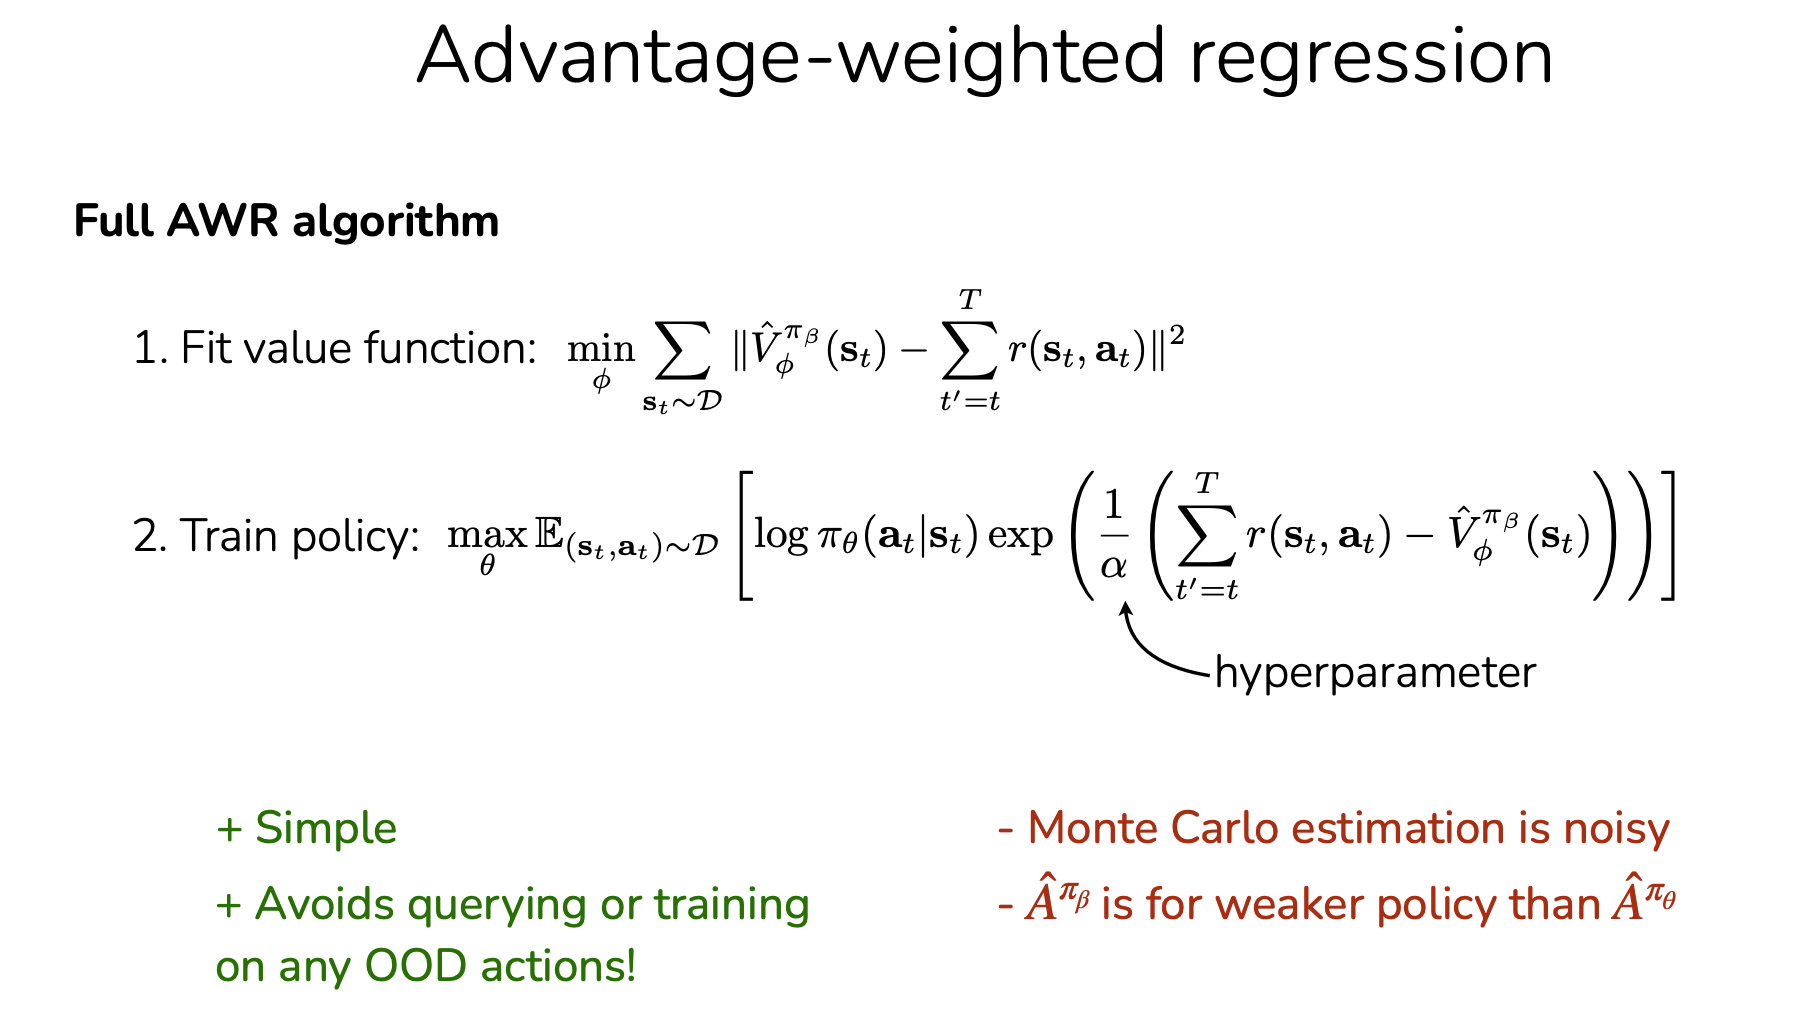 Advantage-weighted regression
Full AWR algorithm
1. Fit value function: $\min_{\phi} \sum_{\mathbf{s}_t \sim \mathcal{D}} \| \hat{V}_{\phi}^{\pi_\beta}(\mathbf{s}_t) - \sum_{t'=t}^{T} r(\mathbf{s}_t, \mathbf{a}_t) \|^2$
2. Train policy: $\max_{\theta} \mathbb{E}_{(\mathbf{s}_t, \mathbf{a}_t) \sim \mathcal{D}} \left[ \log \pi_\theta(\mathbf{a}_t | \mathbf{s}_t) \exp \left( \frac{1}{\alpha} \left( \sum_{t'=t}^{T} r(\mathbf{s}_t, \mathbf{a}_t) - \hat{V}_{\phi}^{\pi_\beta}(\mathbf{s}_t) \right) \right) \right]$
hyperparameter
+ Simple
+ Avoids querying or training
on any OOD actions!
- Monte Carlo estimation is noisy
- $\hat{A}^{\pi_\beta}$ is for weaker policy than $\hat{A}^{\pi_\theta}$